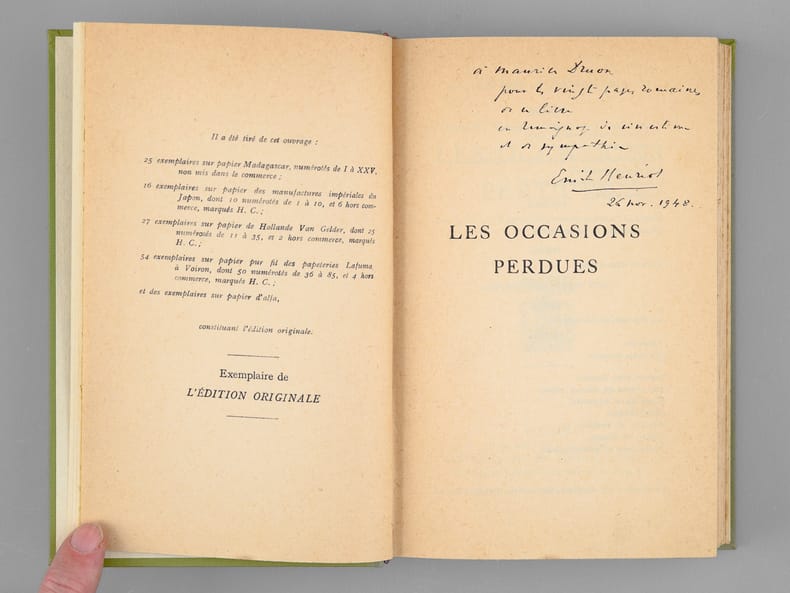 Il a été tiré de cet ouvrage :
25 exemplaires sur papier Madagascar, numérotés de I à XXV,
non mis dans le commerce ;
16 exemplaires sur papier des manufactures impériales du
Japon, dont 10 numérotés de 1 à 10, et 6 hors com-
merce, marqués H. C. ;
27 exemplaires sur papier de Hollande Van Gelder, dont 25
numérotés de 11 à 35, et 2 hors commerce, marqués
H. C. ;
54 exemplaires sur papier pur fil des papeteries Lafuma,
à Voiron, dont 50 numérotés de 36 à 85, et 4 hors
commerce, marqués H. C. ;
et des exemplaires sur papier d'alfa,
constituant l'édition originale.
Exemplaire de
L'ÉDITION ORIGINALE
à Maurice Druon
pour les vingt pages romaines
de ce livre
en témoignage de son estime
et de sympathie
Emile Henriot
26 nov. 1948.
LES OCCASIONS
PERDUES